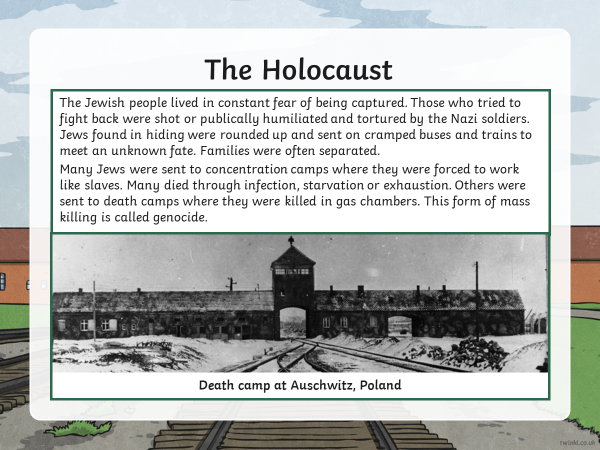 The Holocaust
The Jewish people lived in constant fear of being captured. Those who tried to
fight back were shot or publically humiliated and tortured by the Nazi soldiers.
Jews found in hiding were rounded up and sent on cramped buses and trains to
meet an unknown fate. Families were often separated.
Many Jews were sent to concentration camps where they were forced to work
like slaves. Many died through infection, starvation or exhaustion. Others were
sent to death camps where they were killed in gas chambers. This form of mass
killing is called genocide.
Death camp at Auschwitz, Poland
twinkl.co.uk